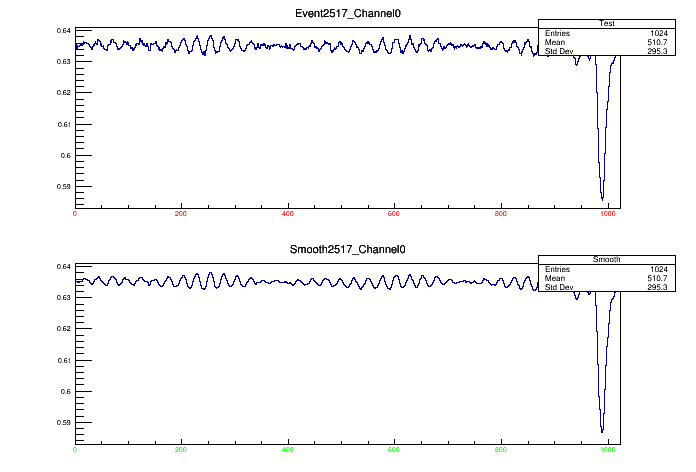 Event2517_Channel0
Test
Entries 1024
Mean 510.7
Std Dev 295.3
0.64
0.63
0.62
0.61
0.6
0.59
0 200 400 600 800 1000
Smooth2517_Channel0
Smooth
Entries 1024
Mean 510.7
Std Dev 295.3
0.64
0.63
0.62
0.61
0.6
0.59
0 200 400 600 800 1000